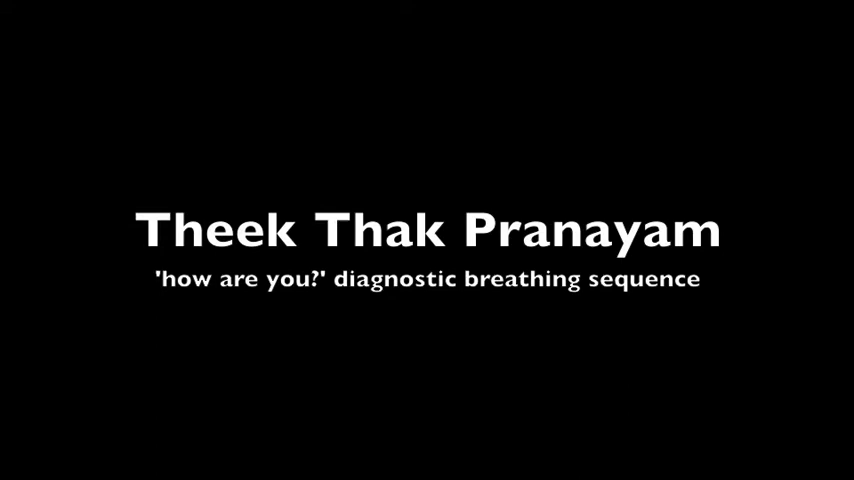 Theek Thak Pranayam
'how are you?' diagnostic breathing sequence